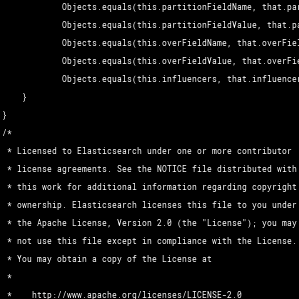 Objects.equals(this.partitionFieldName, that.par
Objects.equals(this.partitionFieldValue, that.pa
Objects.equals(this.overFieldName, that.overFiel
Objects.equals(this.overFieldValue, that.overFie
Objects.equals(this.influencers, that.influencer
}
}
/*
* Licensed to Elasticsearch under one or more contributor
* license agreements. See the NOTICE file distributed with
* this work for additional information regarding copyright
* ownership. Elasticsearch licenses this file to you under
* the Apache License, Version 2.0 (the "License"); you may
* not use this file except in compliance with the License.
* You may obtain a copy of the License at
*
* http://www.apache.org/licenses/LICENSE-2.0